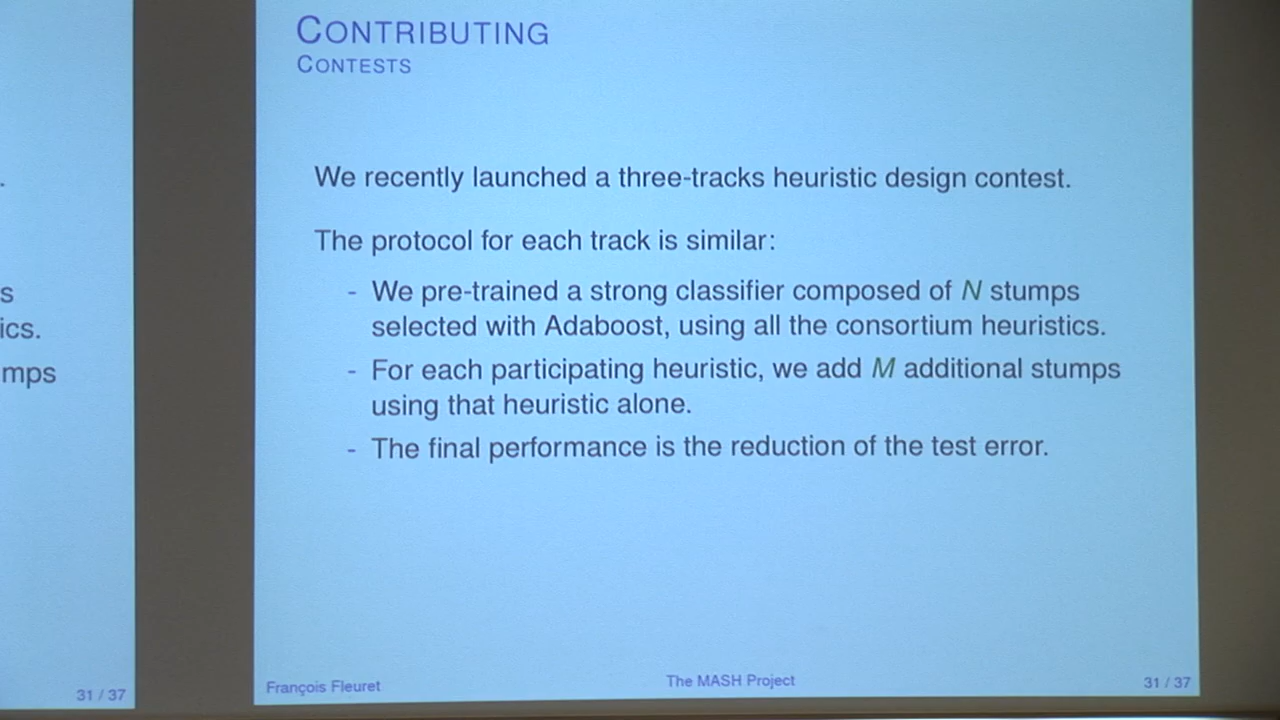 .
s
ics.
mps
31 / 37
CONTRIBUTING
CONTESTS
We recently launched a three-tracks heuristic design contest.
The protocol for each track is similar:
- We pre-trained a strong classifier composed of N stumps
selected with Adaboost, using all the consortium heuristics.
- For each participating heuristic, we add M additional stumps
using that heuristic alone.
- The final performance is the reduction of the test error.
François Fleuret
The MASH Project
31 / 37